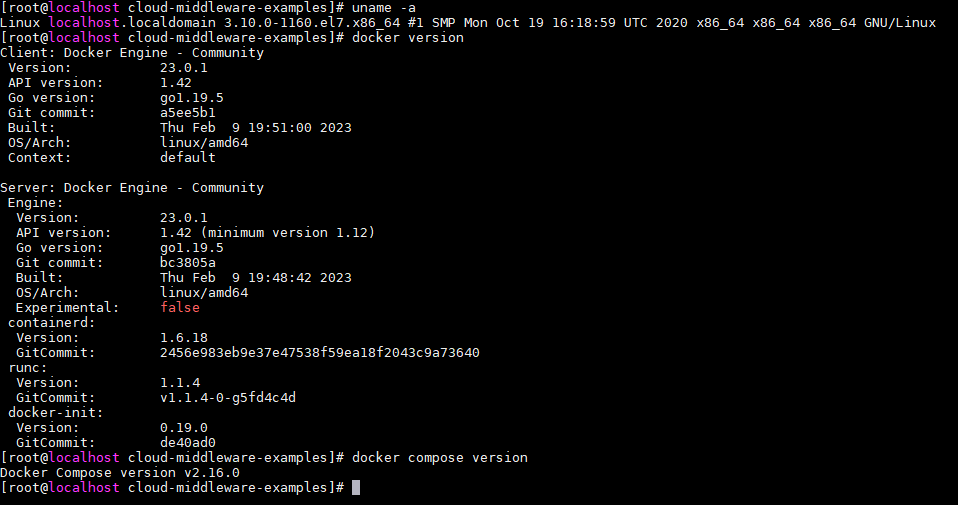 [root@localhost cloud-middleware-examples]# uname -a
Linux localhost.localdomain 3.10.0-1160.el7.x86_64 #1 SMP Mon Oct 19 16:18:59 UTC 2020 x86_64 x86_64 x86_64 GNU/Linux
[root@localhost cloud-middleware-examples]# docker version
Client: Docker Engine - Community
 Version:           23.0.1
 API version:       1.42
 Go version:        go1.19.5
 Git commit:        a5ee5b1
 Built:             Thu Feb  9 19:51:00 2023
 OS/Arch:           linux/amd64
 Context:           default

Server: Docker Engine - Community
 Engine:
  Version:          23.0.1
  API version:      1.42 (minimum version 1.12)
  Go version:       go1.19.5
  Git commit:       bc3805a
  Built:            Thu Feb  9 19:48:42 2023
  OS/Arch:          linux/amd64
  Experimental:     false
 containerd:
  Version:          1.6.18
  GitCommit:        2456e983eb9e37e47538f59ea18f2043c9a73640
 runc:
  Version:          1.1.4
  GitCommit:        v1.1.4-0-g5fd4c4d
 docker-init:
  Version:          0.19.0
  GitCommit:        de40ad0
[root@localhost cloud-middleware-examples]# docker compose version
Docker Compose version v2.16.0
[root@localhost cloud-middleware-examples]#